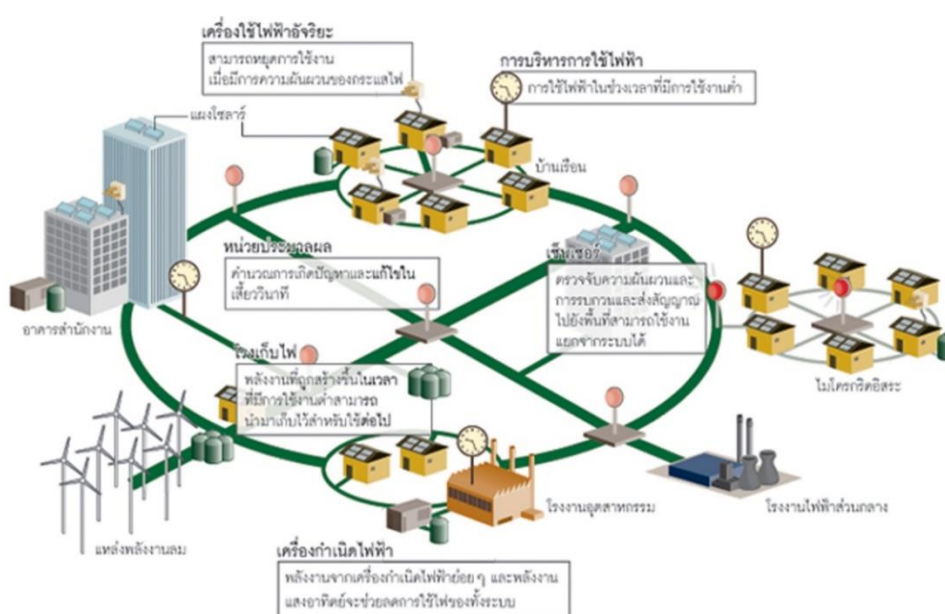 เครื่องใช้ไฟฟ้าอัจริยะ
สามารถหยุดการใช้งาน
เมื่อมีการความผันผวนของกระแสไฟ
การบริหารการใช้ไฟฟ้า
การใช้ไฟฟ้าในช่วงเวลาที่มีการใช้งานต่ำ
แผงโซลาร์
บ้านเรือน
หน่วยประมวลผล
คำนวณการเกิดปัญหาและแก้ไขใน
เสี้ยววินาที
เซ็นเซอร์
ตรวจจับความผันผวนและ
การรบกวนและส่งสัญญาณ
ไปยังพื้นที่สามารถใช้งาน
แยกจากระบบได้
อาคารสำนักงาน
โรงเก็บไฟ
พลังงานที่ถูกสร้างขึ้นในเวลา
ที่มีการใช้งานต่ำสามารถ
นำมาเก็บไว้สำหรับใช้ต่อไป
ไมโครกริดอิสระ
แหล่งพลังงานลม
โรงงานอุตสาหกรรม
โรงงานไฟฟ้าส่วนกลาง
เครื่องกำเนิดไฟฟ้า
พลังงานจากเครื่องกำเนิดไฟฟ้าย่อย ๆ และพลังงาน
แสงอาทิตย์จะช่วยลดการใช้ไฟของทั้งระบบ